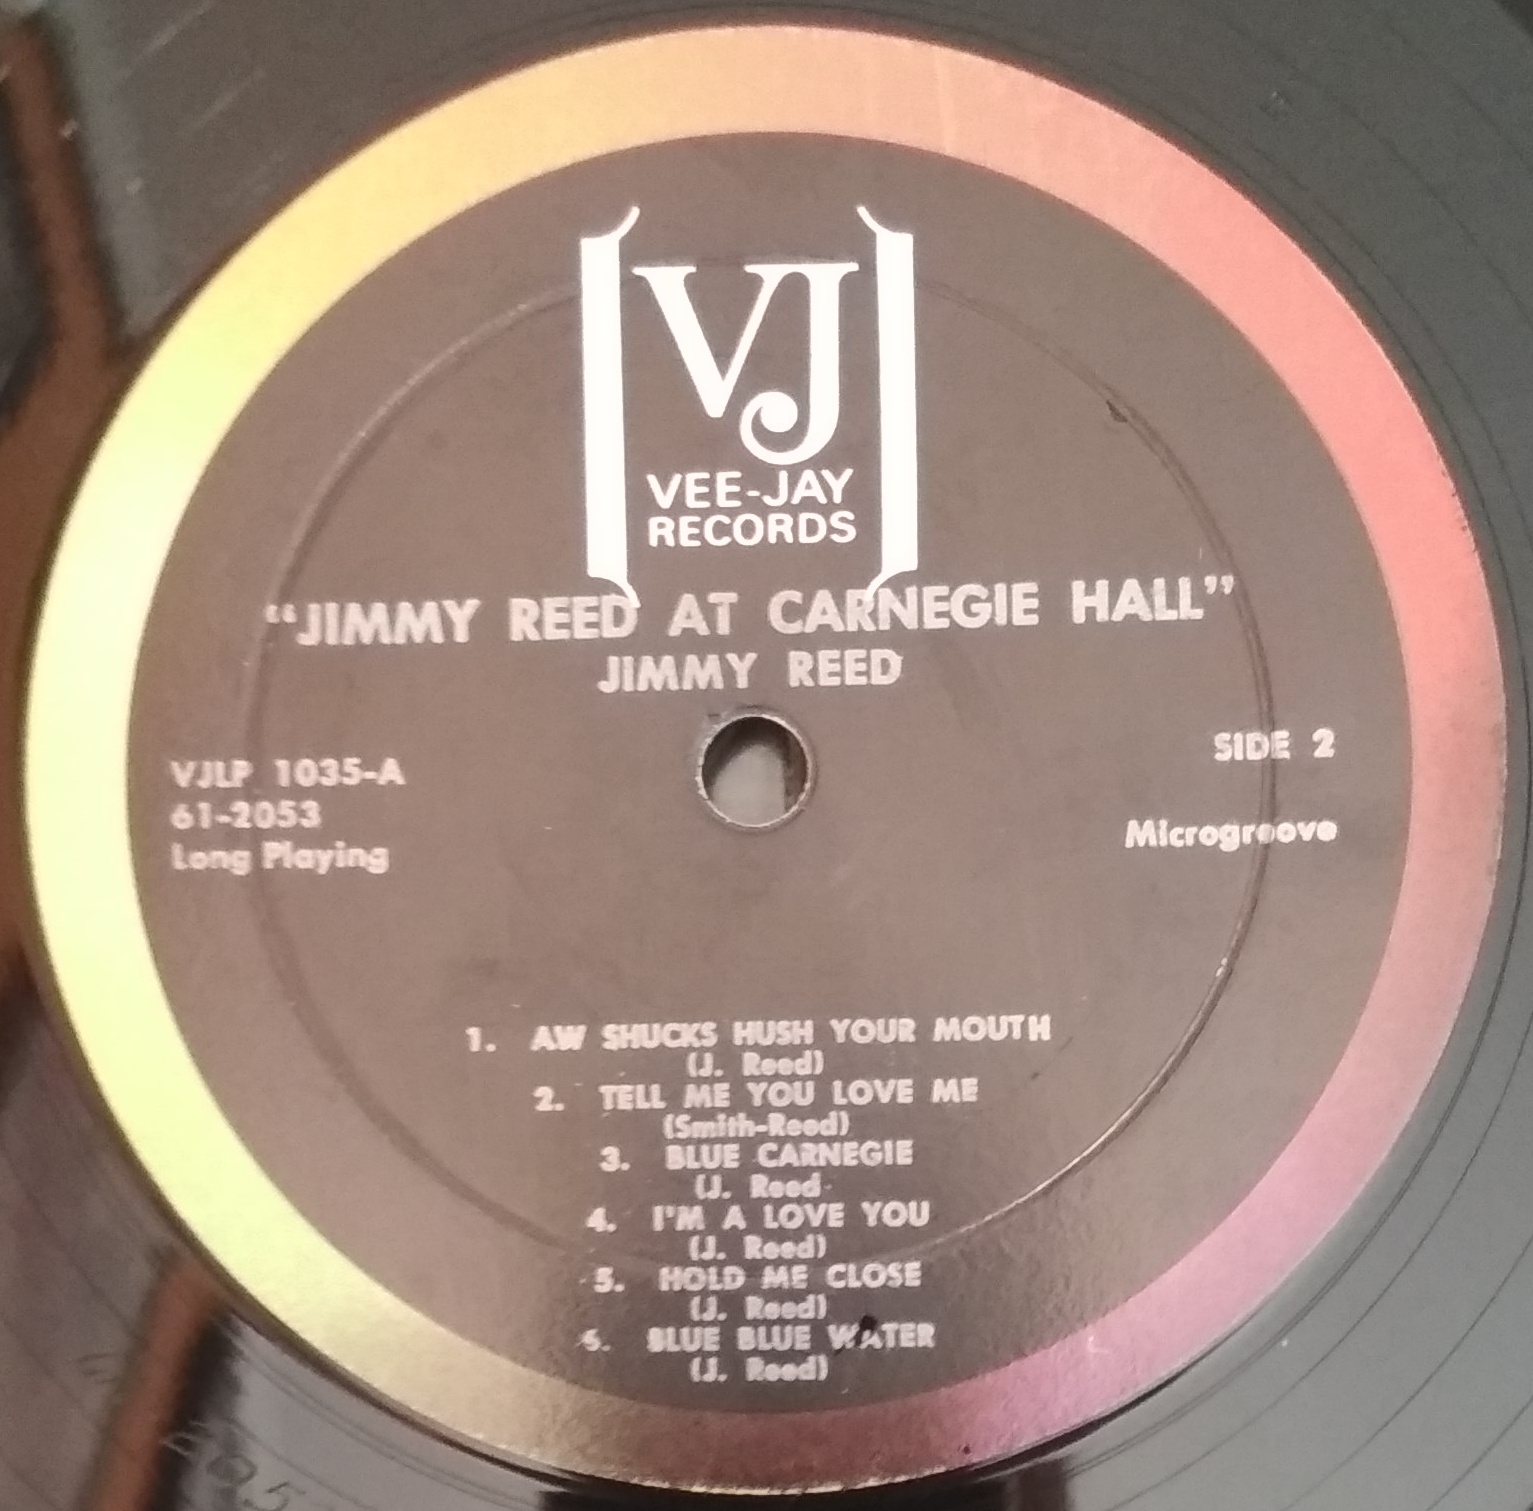 VJ
VEE-JAY
RECORDS
“JIMMY REED AT CARNEGIE HALL”
JIMMY REED
SIDE 2
VJLP 1035-A
61-2053
Long Playing
Microgroove
1. AW SHUCKS HUSH YOUR MOUTH
(J. Reed)
2. TELL ME YOU LOVE ME
(Smith-Reed)
3. BLUE CARNEGIE
(J. Reed
4. I'M A LOVE YOU
(J. Reed)
5. HOLD ME CLOSE
(J. Reed)
6. BLUE BLUE WATER
(J. Reed)